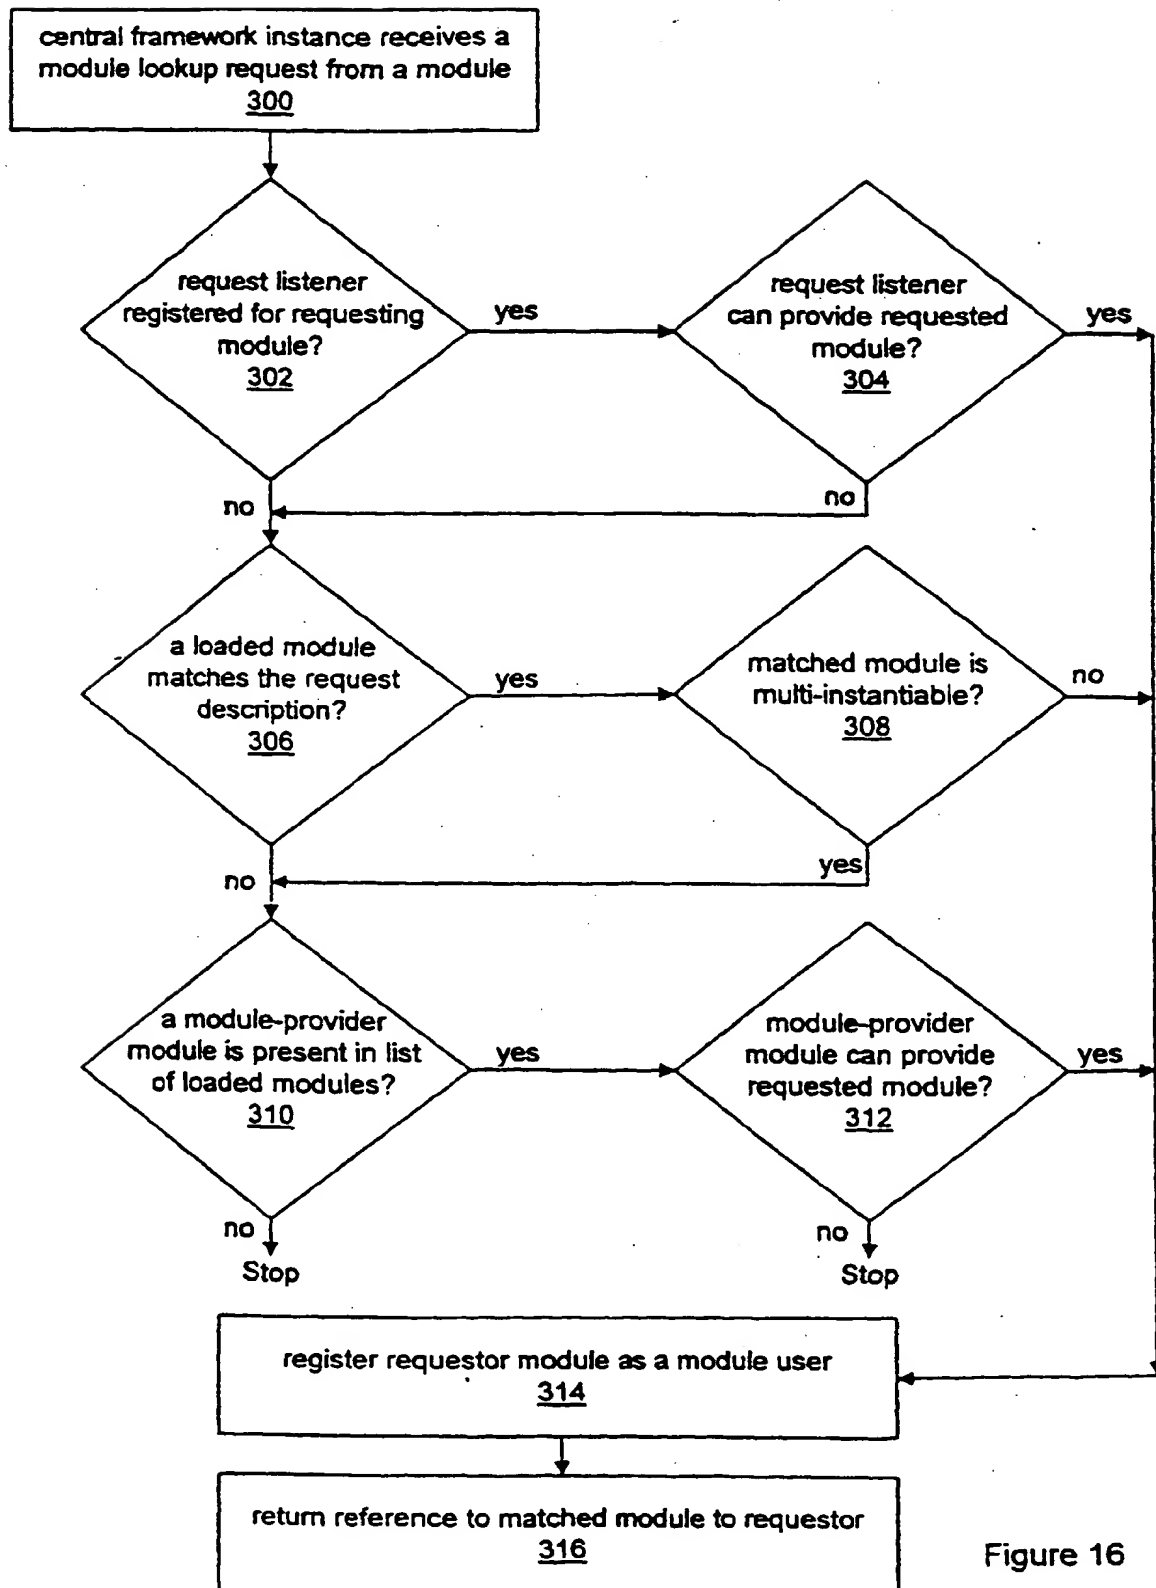 central framework instance receives a
module lookup request from a module
300
request listener
registered for requesting
module?
302
yes
request listener
can provide requested
module?
304
yes
no
no
a loaded module
matches the request
description?
306
yes
matched module is
multi-instantiable?
308
no
no
yes
a module-provider
module is present in list
of loaded modules?
310
yes
module-provider
module can provide
requested module?
312
yes
no
Stop
no
Stop
register requestor module as a module user
314
return reference to matched module to requestor
316
Figure 16